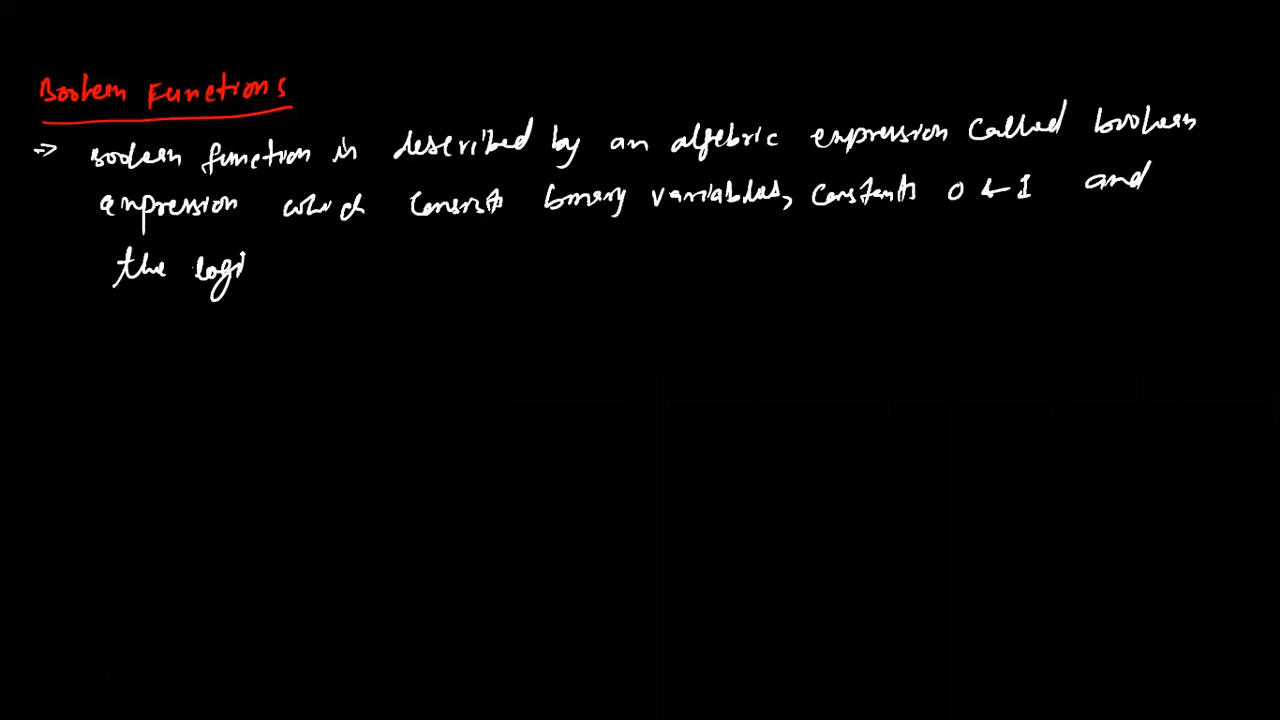 Boolean Functions
→ Boolean function is described by an algebric expression called boolean
expression which consists binary variables, constants 0 & 1 and
the logi